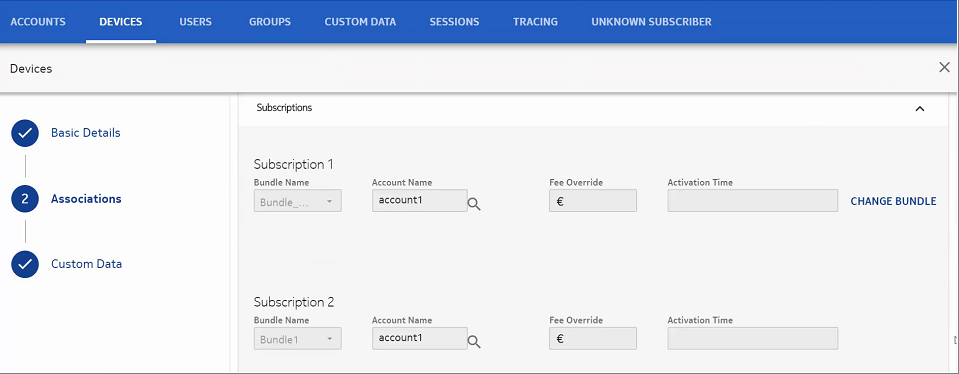 ACCOUNTS DEVICES USERS GROUPS CUSTOM DATA SESSIONS TRACING UNKNOWN SUBSCRIBER
Devices
Basic Details
2 Associations
Custom Data
Subscriptions
Subscription 1
Bundle Name Account Name Fee Override Activation Time
Bundle_... account1 € CHANGE BUNDLE
Subscription 2
Bundle Name Account Name Fee Override Activation Time
Bundle1 account1 €